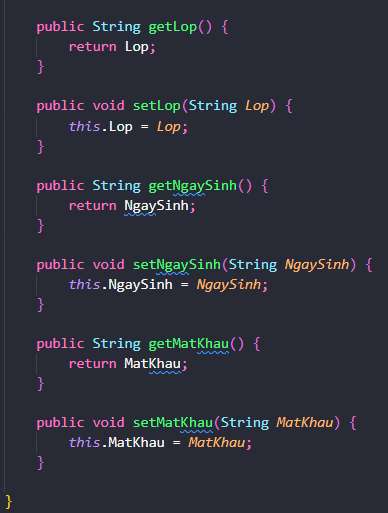 public String getLop() {
return Lop;
}
public void setLop(String Lop) {
this.Lop = Lop;
}
public String getNgaySinh() {
return NgaySinh;
}
public void setNgaySinh(String NgaySinh) {
this.NgaySinh = NgaySinh;
}
public String getMatKhau() {
return MatKhau;
}
public void setMatKhau(String MatKhau) {
this.MatKhau = MatKhau;
}
}